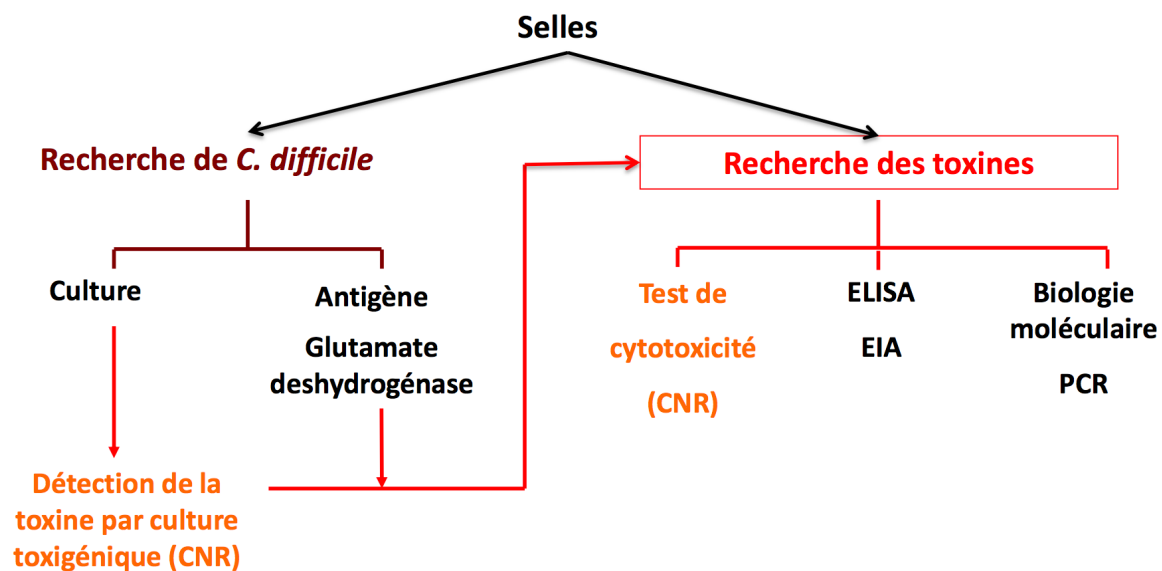 Selles
Recherche de C. difficile
Recherche des toxines
Culture
Antigène
Glutamate
deshydrogénase
Détection de la
toxine par culture
toxigénique (CNR)
Test de
cytotoxicité
(CNR)
ELISA
EIA
Biologie
moléculaire
PCR